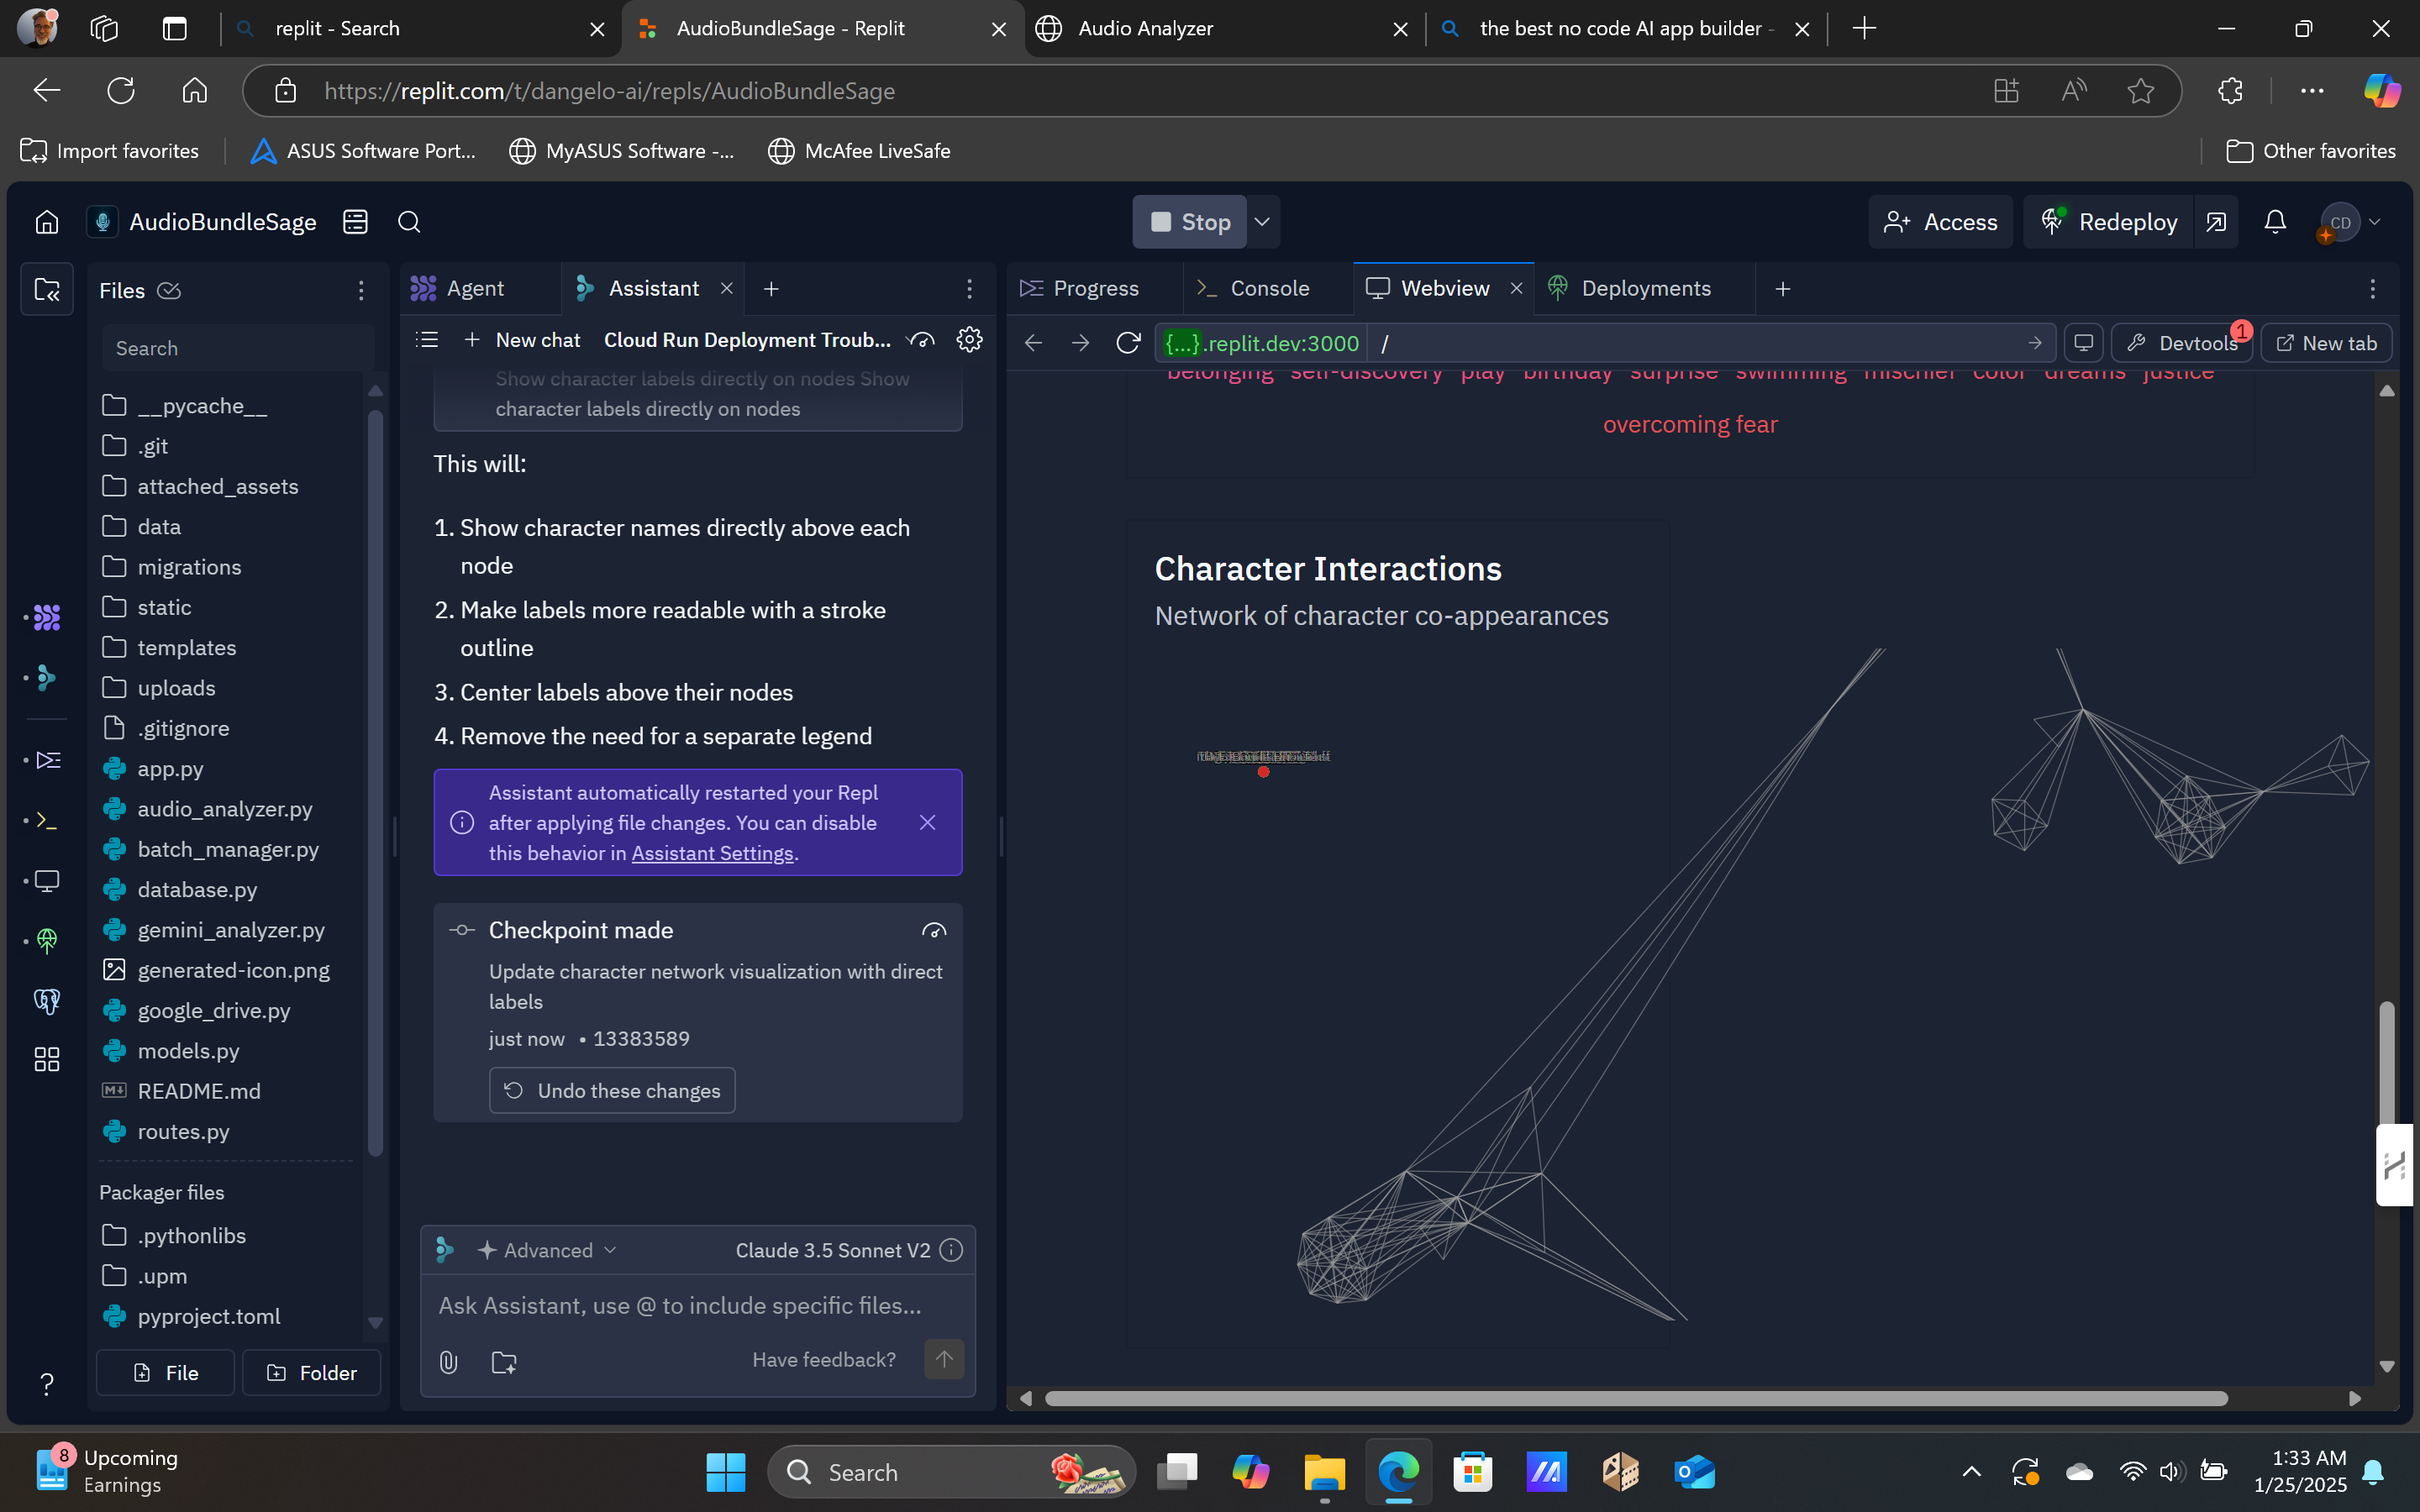 replit - Search
AudioBundleSage - Replit
Audio Analyzer
the best no code AI app builder -
https://replit.com/t/dangelo-ai/repls/AudioBundleSage
Import favorites
ASUS Software Port...
MyASUS Software -...
McAfee LiveSafe
Other favorites
AudioBundleSage
Stop
Access
Redeploy
CD
Files
Search
__pycache__
.git
attached_assets
data
migrations
static
templates
uploads
.gitignore
app.py
audio_analyzer.py
batch_manager.py
database.py
gemini_analyzer.py
generated-icon.png
google_drive.py
models.py
README.md
routes.py
Packager files
.pythonlibs
.upm
pyproject.toml
File
Folder
Agent
Assistant
New chat
Cloud Run Deployment Troub...
Show character labels directly on nodes Show
character labels directly on nodes
This will:
1. Show character names directly above each
node
2. Make labels more readable with a stroke
outline
3. Center labels above their nodes
4. Remove the need for a separate legend
Assistant automatically restarted your Repl
after applying file changes. You can disable
this behavior in Assistant Settings.
Checkpoint made
Update character network visualization with direct
labels
just now • 13383589
Undo these changes
Advanced
Claude 3.5 Sonnet V2
Ask Assistant, use @ to include specific files...
Have feedback?
Progress
Console
Webview
Deployments
{...}.replit.dev:3000
/
Devtools
1
New tab
belonging self-discovery play birthday surprise swimming mischief color dreams justice
overcoming fear
Character Interactions
Network of character co-appearances
8
Upcoming
Earnings
Search
1:33 AM
1/25/2025